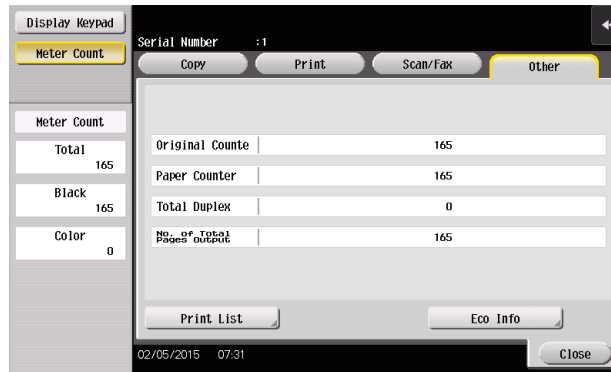 Display Keypad
Meter Count
Serial Number :1
Copy
Print
Scan/Fax
Other
Meter Count
Total
165
Black
165
Color
0
Original Counte 165
Paper Counter 165
Total Duplex 0
No. of Total
Pages Output 165
Print List
Eco Info
02/05/2015 07:31
Close